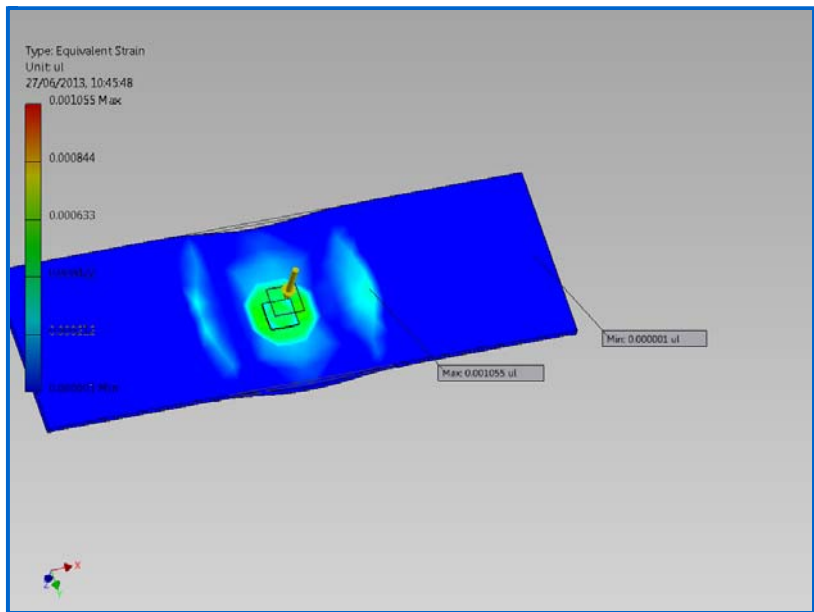 Type: Equivalent Strain
Unit: ul
27/06/2013, 10:45:48
0.001055 Max
0.000844
0.000633
Min: 0.000001 ul
Max: 0.001055 ul
X
Z
Y